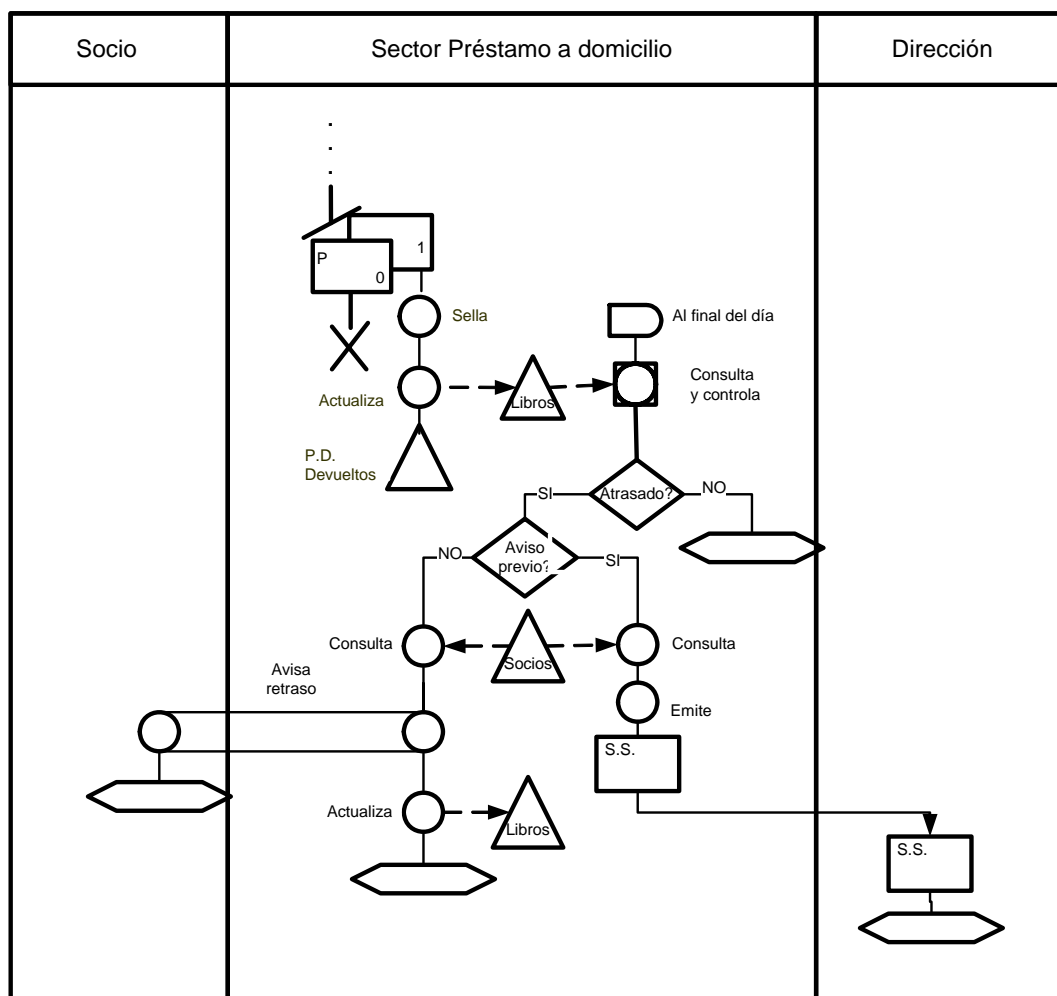 Socio
Sector Préstamo a domicilio
Dirección
P
0
1
Sella
Al final del día
Actualiza
Libros
Consulta
y controla
P.D.
Devueltos
SI
Atrasado?
NO
NO
Aviso
previo?
SI
Consulta
Socios
Consulta
Avisa
retraso
Emite
S.S.
Actualiza
Libros
S.S.